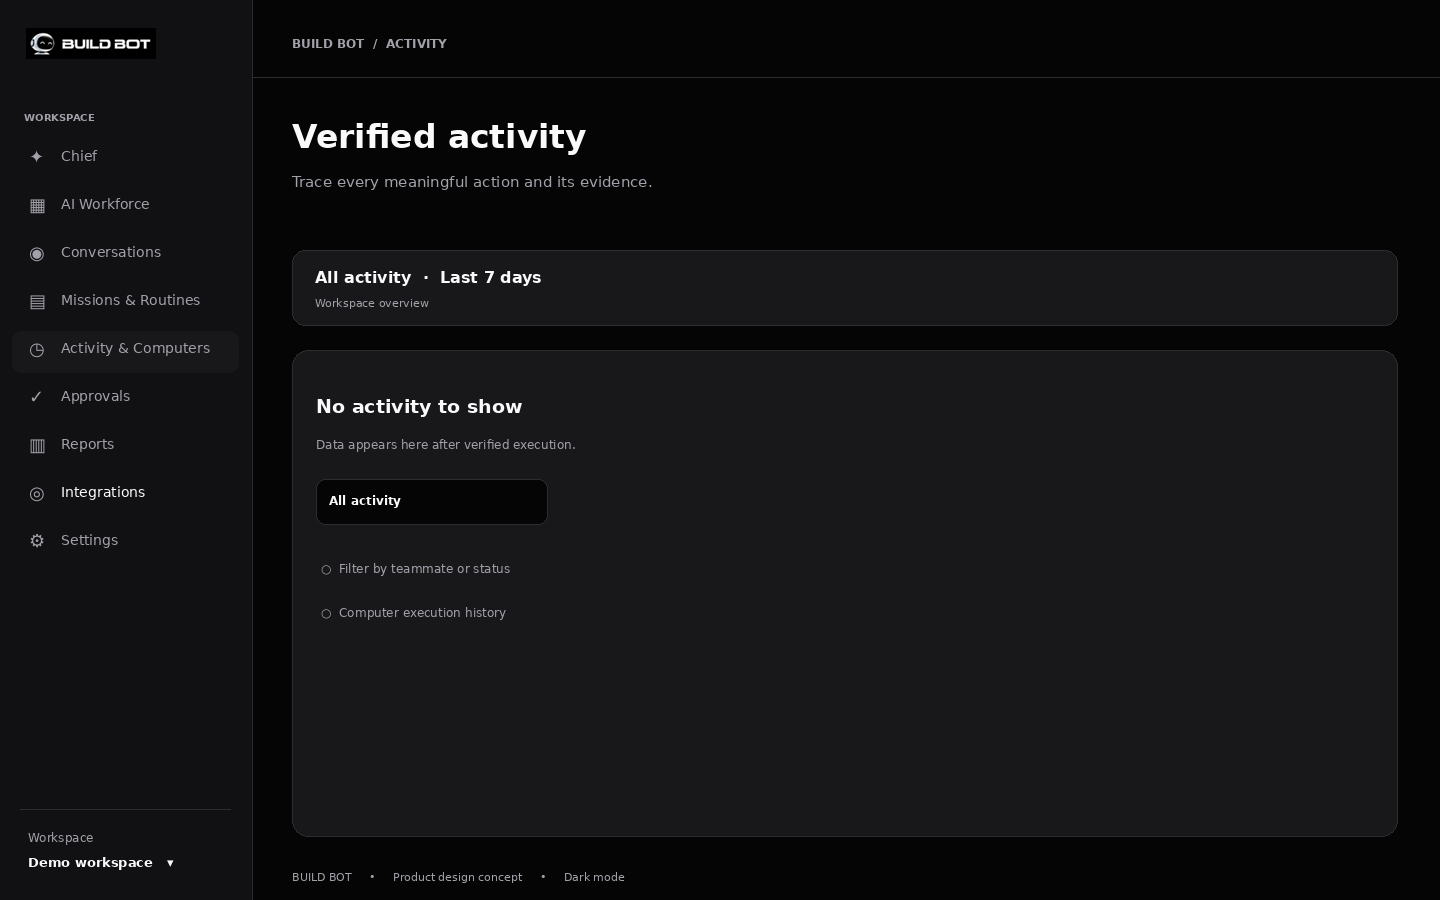 BUILD BOT
WORKSPACE
Chief
AI Workforce
Conversations
Missions & Routines
Activity & Computers
Approvals
Reports
Integrations
Settings
Workspace
Demo workspace ▾
BUILD BOT / ACTIVITY
Verified activity
Trace every meaningful action and its evidence.
All activity · Last 7 days
Workspace overview
No activity to show
Data appears here after verified execution.
All activity
Filter by teammate or status
Computer execution history
BUILD BOT • Product design concept • Dark mode